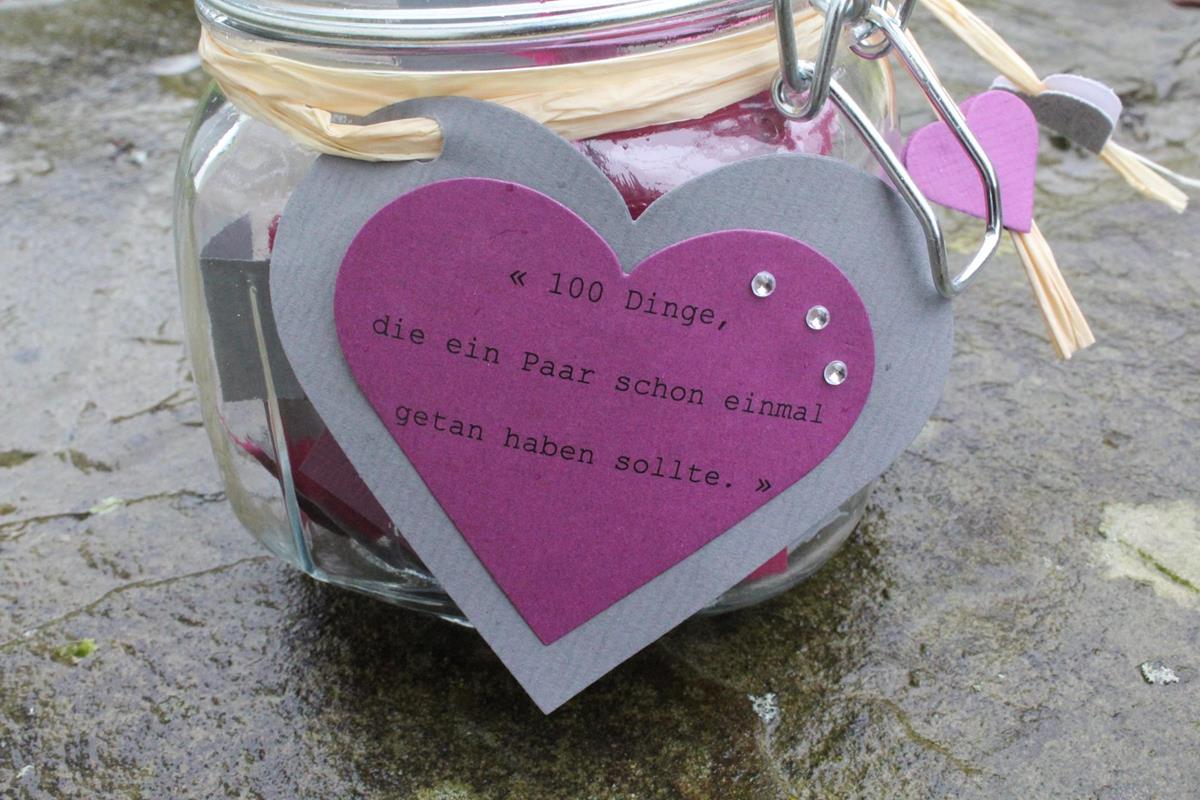 « 100 Dinge,
die ein Paar schon einmal
getan haben sollte. »